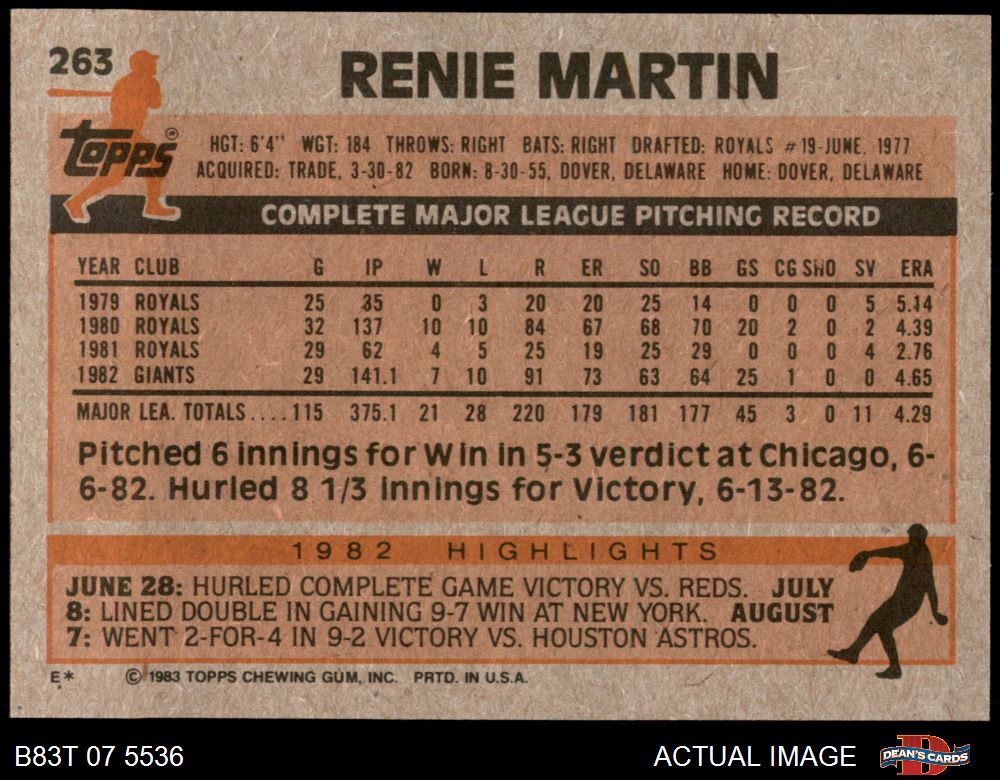 263
RENIE MARTIN
Topps®
HGT: 6'4" WGT: 184 THROWS: RIGHT BATS: RIGHT DRAFTED: ROYALS #19-JUNE, 1977
ACQUIRED: TRADE, 3-30-82 BORN: 8-30-55, DOVER, DELAWARE HOME: DOVER, DELAWARE
COMPLETE MAJOR LEAGUE PITCHING RECORD
YEAR CLUB G IP W L R ER SO BB GS CG SHO SV ERA
1979 ROYALS 25 35 0 3 20 20 25 14 0 0 0 5 5.14
1980 ROYALS 32 137 10 10 84 67 68 70 20 2 0 2 4.39
1981 ROYALS 29 62 4 5 25 19 25 29 0 0 0 4 2.76
1982 GIANTS 29 141.1 7 10 91 73 63 64 25 1 0 0 4.65
MAJOR LEA. TOTALS....115 375.1 21 28 220 179 181 177 45 3 0 11 4.29
Pitched 6 innings for Win in 5-3 verdict at Chicago, 6-
6-82. Hurled 8 1/3 innings for Victory, 6-13-82.
1982 HIGHLIGHTS
JUNE 28: HURLED COMPLETE GAME VICTORY VS. REDS. JULY
8: LINED DOUBLE IN GAINING 9-7 WIN AT NEW YORK. AUGUST
7: WENT 2-FOR-4 IN 9-2 VICTORY VS. HOUSTON ASTROS.
E* © 1983 TOPPS CHEWING GUM, INC. PRTD. IN U.S.A.
B83T 07 5536 ACTUAL IMAGE DEAN'S CARDS